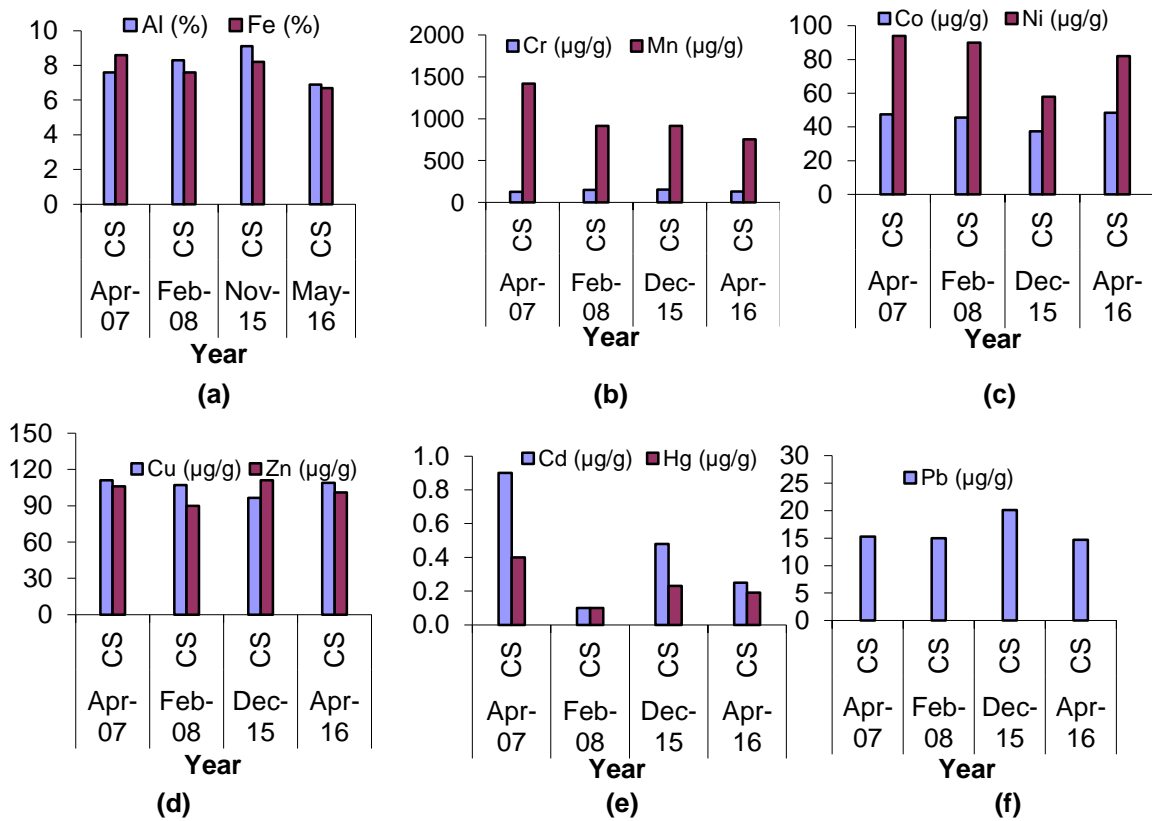 Al (%) Fe (%)
10
8
6
4
2
0
CS CS CS CS
Apr- Feb- Nov- May-
07 08 15 16
Year
(a)
Cr (µg/g) Mn (µg/g)
2000
1500
1000
500
0
CS CS CS CS
Apr- Feb- Dec- Apr-
07 08 15 16
Year
(b)
Co (µg/g) Ni (µg/g)
100
80
60
40
20
0
CS CS CS CS
Apr- Feb- Dec- Apr-
07 08 15 16
Year
(c)
Cu (µg/g) Zn (µg/g)
150
120
90
60
30
0
CS CS CS CS
Apr- Feb- Dec- Apr-
07 08 15 16
Year
(d)
Cd (µg/g) Hg (µg/g)
1.0
0.8
0.6
0.4
0.2
0.0
CS CS CS CS
Apr- Feb- Dec- Apr-
07 08 15 16
Year
(e)
Pb (µg/g)
30
25
20
15
10
5
0
CS CS CS CS
Apr- Feb- Dec- Apr-
07 08 15 16
Year
(f)